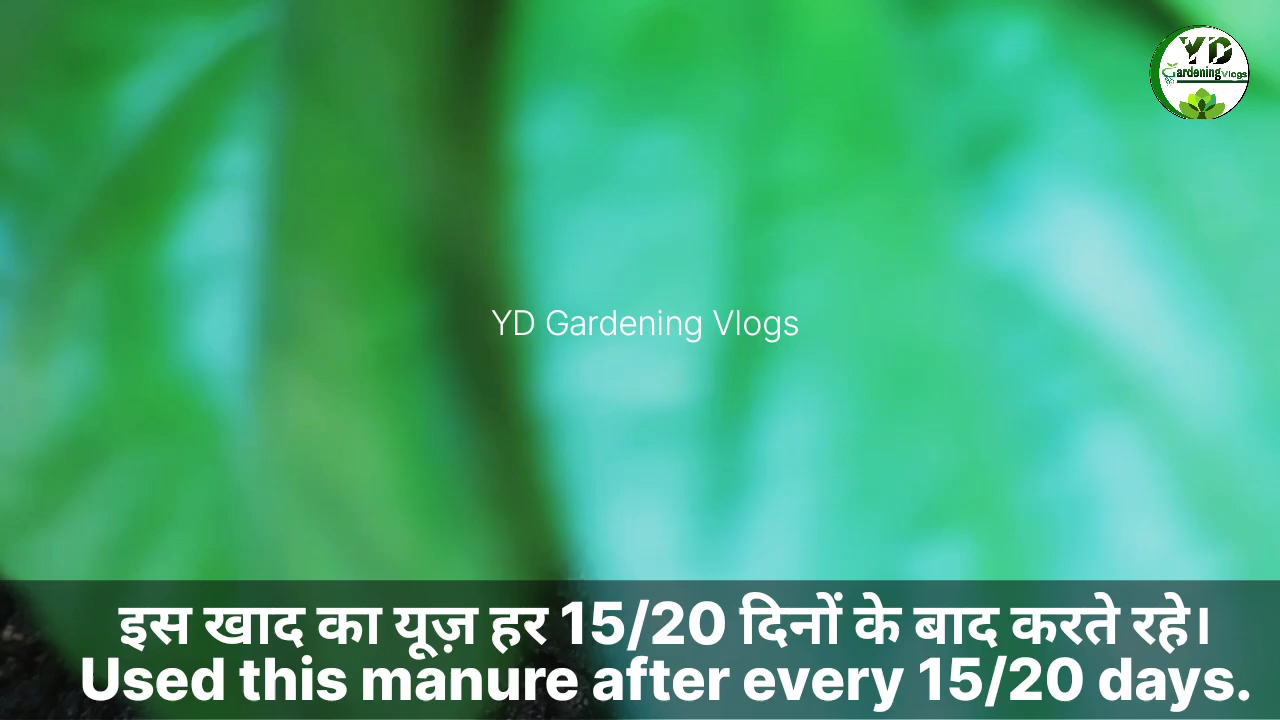 YD
Gardening Vlogs
YD Gardening Vlogs
इस खाद का यूज़ हर 15/20 दिनों के बाद करते रहे।
Used this manure after every 15/20 days.